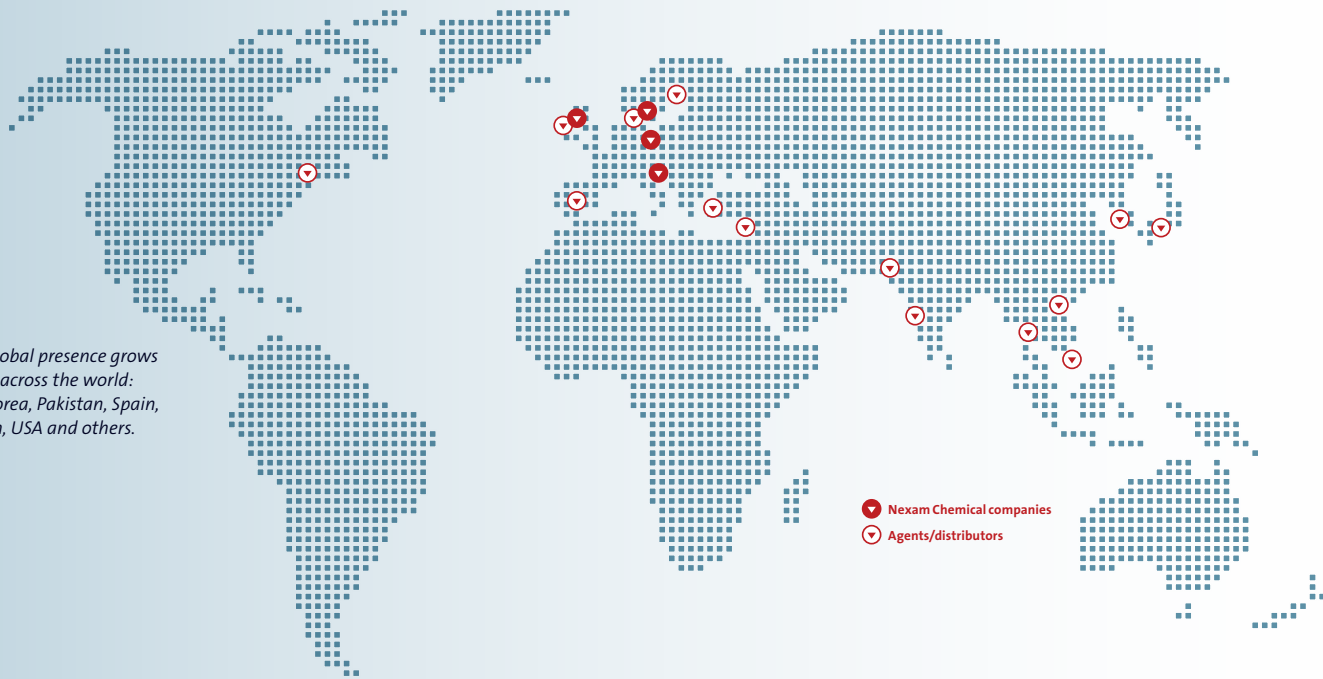 obal presence grows
across the world:
orea, Pakistan, Spain,
, USA and others.
Nexam Chemical companies
Agents/distributors